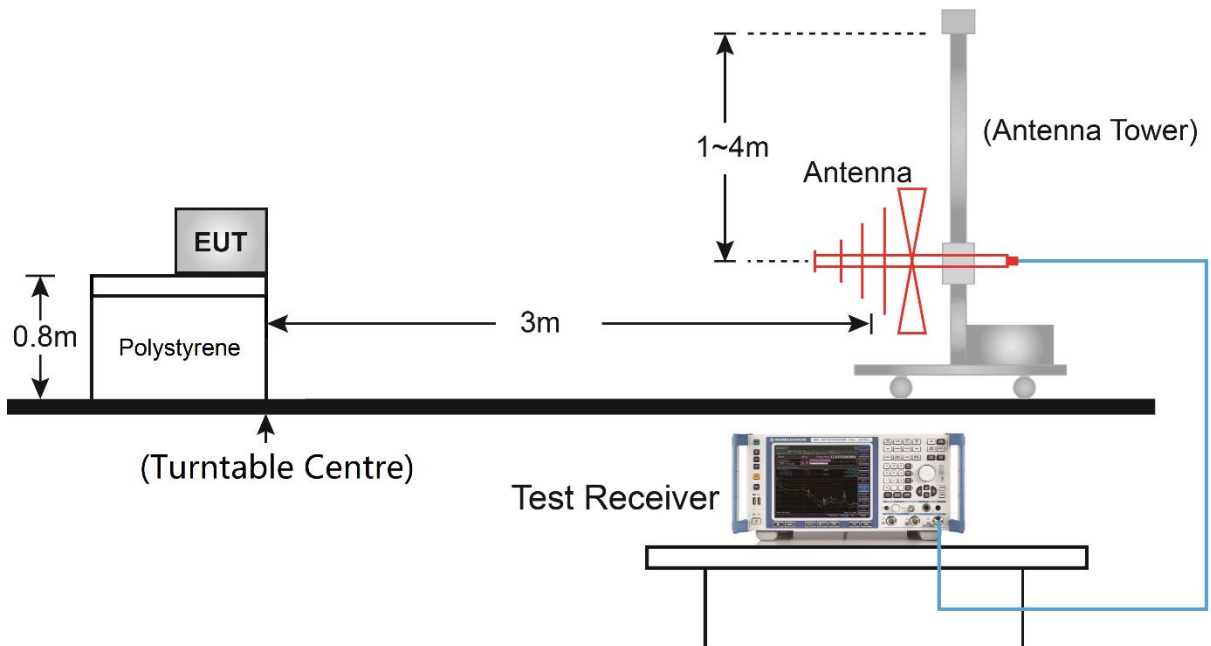 1~4m
(Antenna Tower)
Antenna
EUT
0.8m
Polystyrene
3m
(Turntable Centre)
Test Receiver